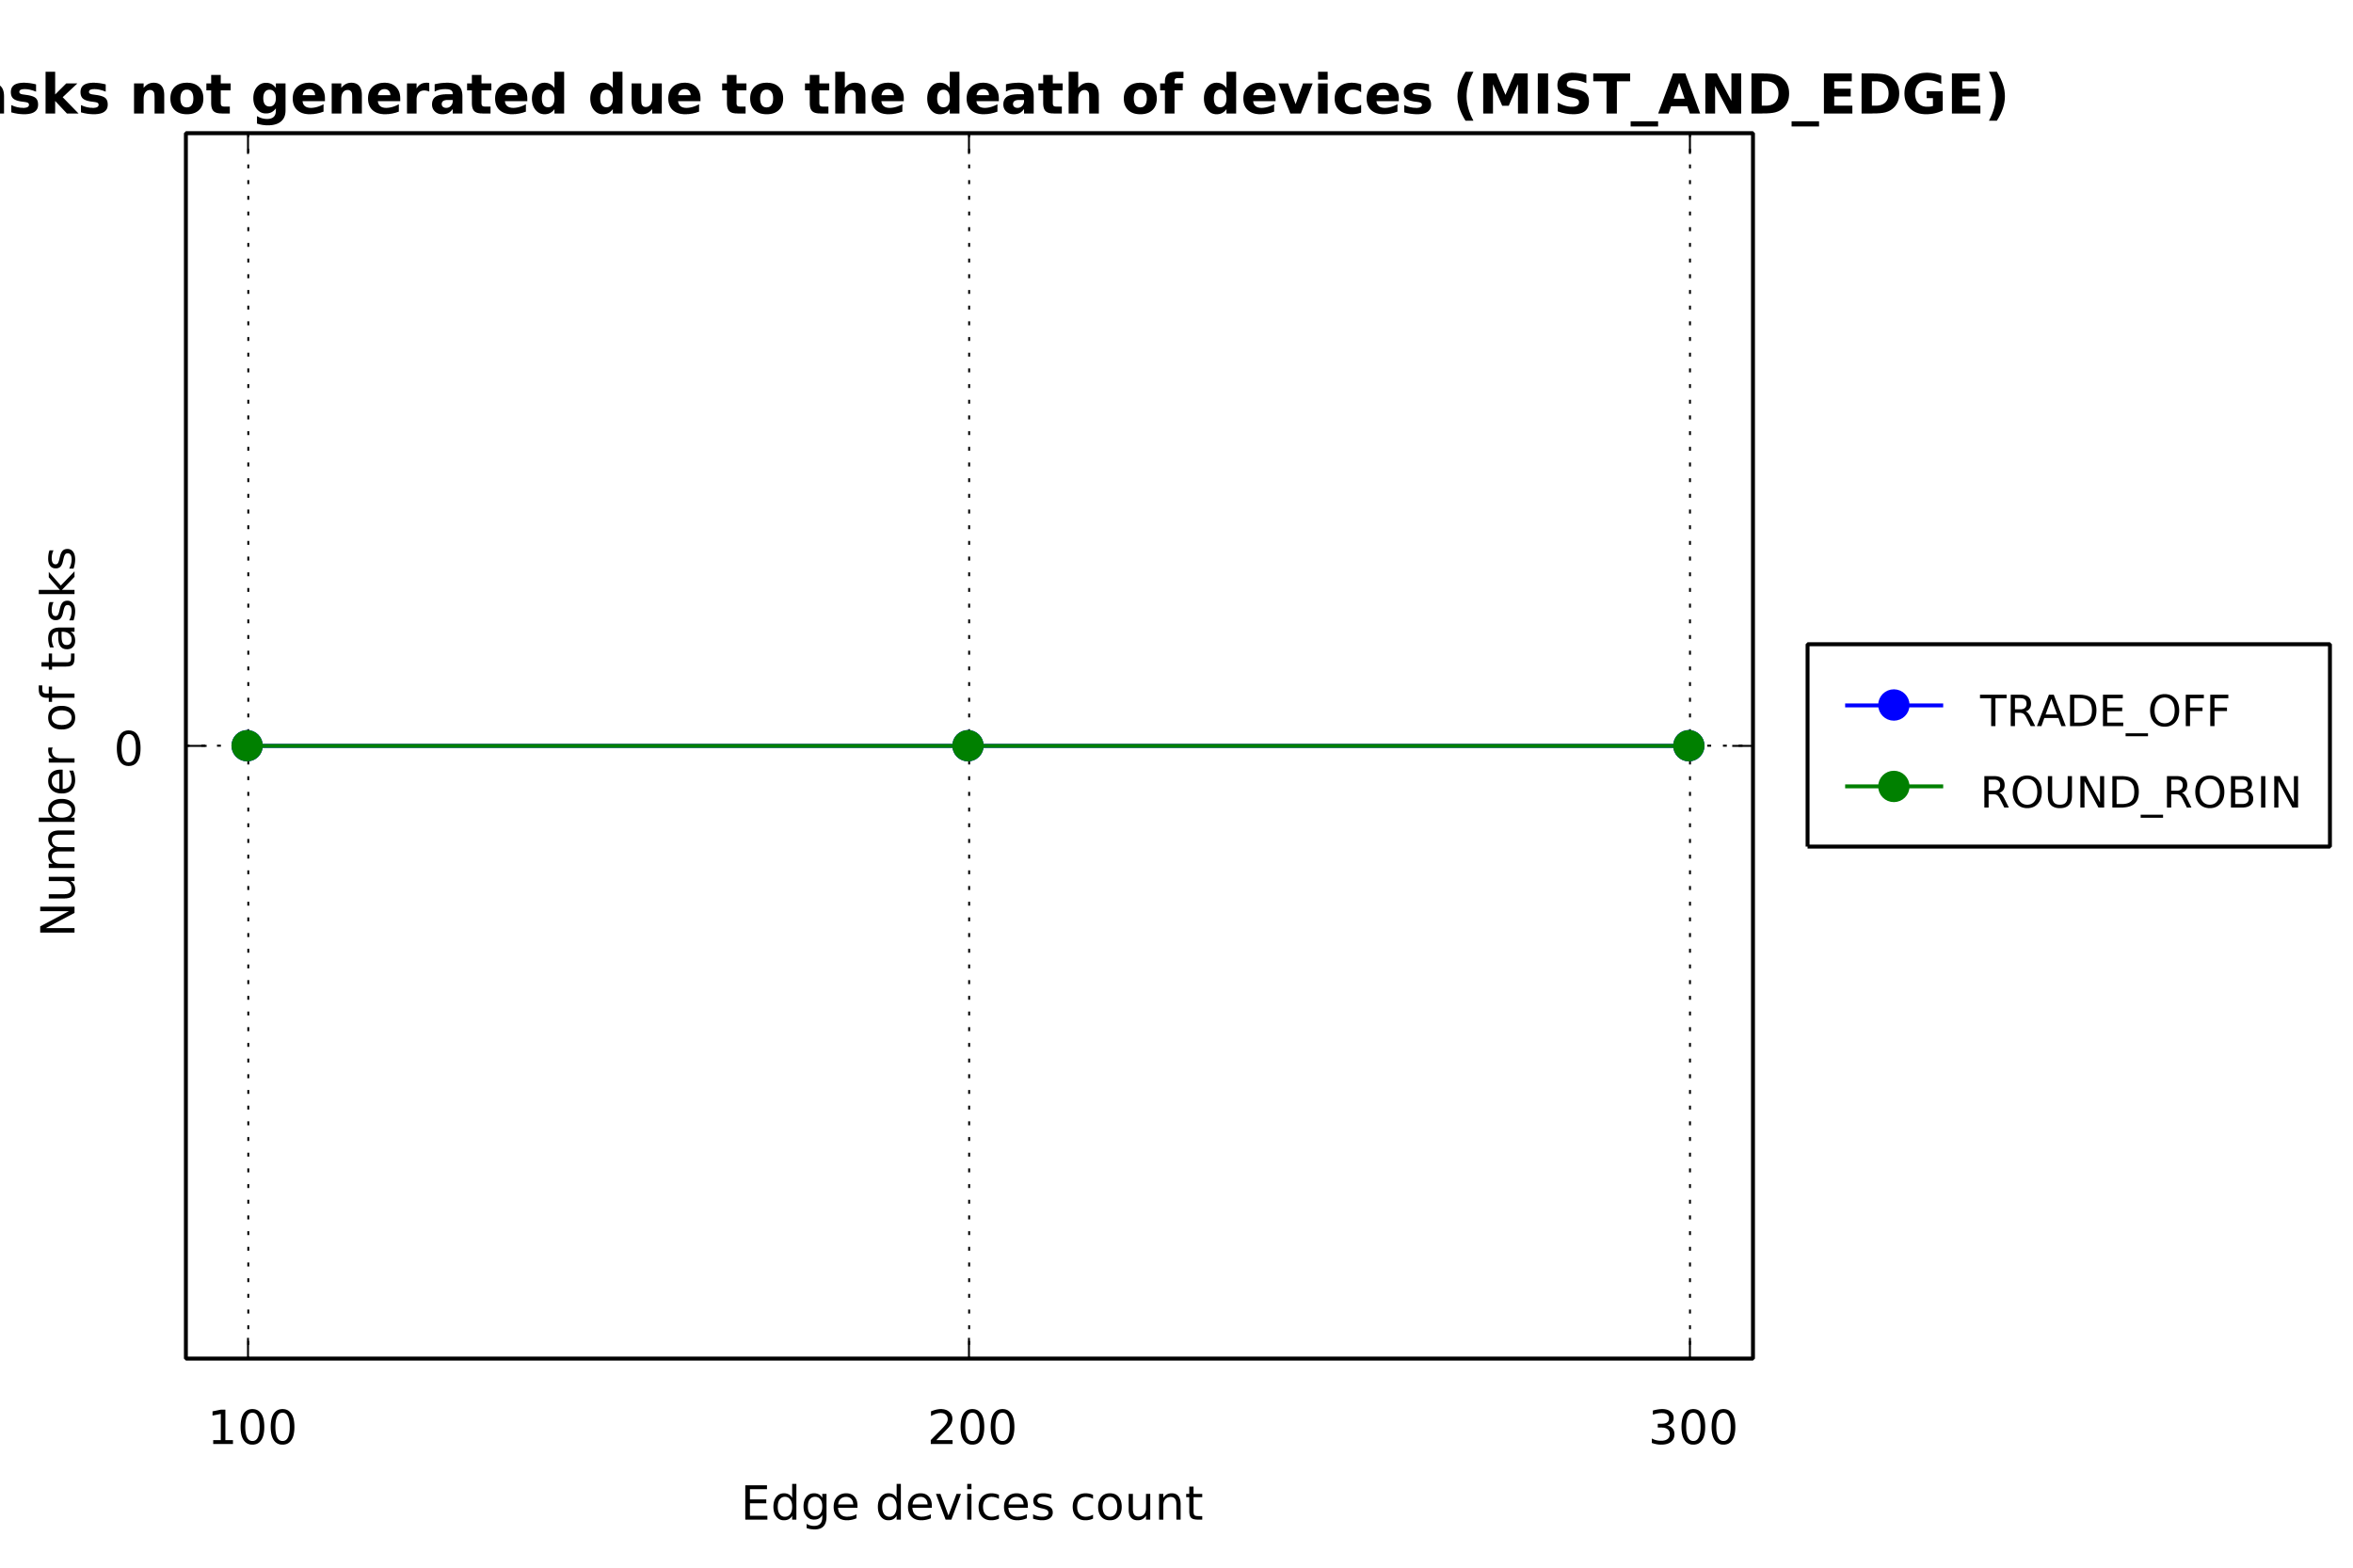 sks not generated due to the death of devices (MIST_AND_EDGE)
Number of tasks
0
TRADE_OFF
ROUND_ROBIN
100 200 300
Edge devices count